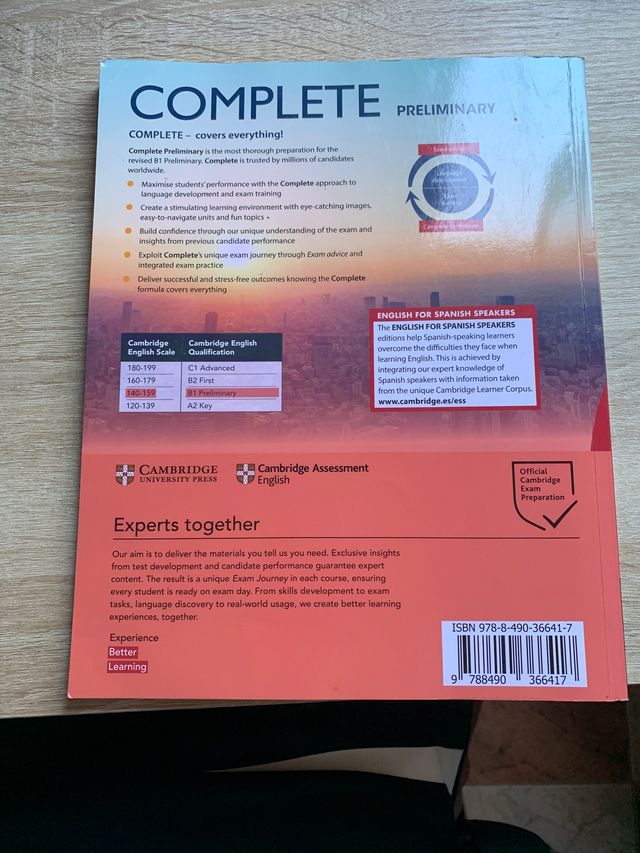 COMPLETE PRELIMINARY
COMPLETE – covers everything!
Complete Preliminary is the most thorough preparation for the
revised B1 Preliminary. Complete is trusted by millions of candidates
worldwide.
Maximise students' performance with the Complete approach to
language development and exam training
Create a stimulating learning environment with eye-catching images,
easy-to-navigate units and fun topics
Build confidence through our unique understanding of the exam and
insights from previous candidate performance
Exploit Complete's unique exam journey through Exam advice and
integrated exam practice
Deliver successful and stress-free outcomes knowing the Complete
formula covers everything
Exam advice
Language
development
Exam
training
Complete confidence
Cambridge
English Scale
Cambridge English
Qualification
180-199 C1 Advanced
160-179 B2 First
140-159 B1 Preliminary
120-139 A2 Key
ENGLISH FOR SPANISH SPEAKERS
The ENGLISH FOR SPANISH SPEAKERS
editions help Spanish-speaking learners
overcome the difficulties they face when
learning English. This is achieved by
integrating our expert knowledge of
Spanish speakers with information taken
from the unique Cambridge Learner Corpus.
www.cambridge.es/ess
CAMBRIDGE
UNIVERSITY PRESS
Cambridge Assessment
English
Official
Cambridge
Exam
Preparation
Experts together
Our aim is to deliver the materials you tell us you need. Exclusive insights
from test development and candidate performance guarantee expert
content. The result is a unique Exam Journey in each course, ensuring
every student is ready on exam day. From skills development to exam
tasks, language discovery to real-world usage, we create better learning
experiences, together.
Experience
Better
Learning
ISBN 978-8-490-36641-7
9 788490 366417